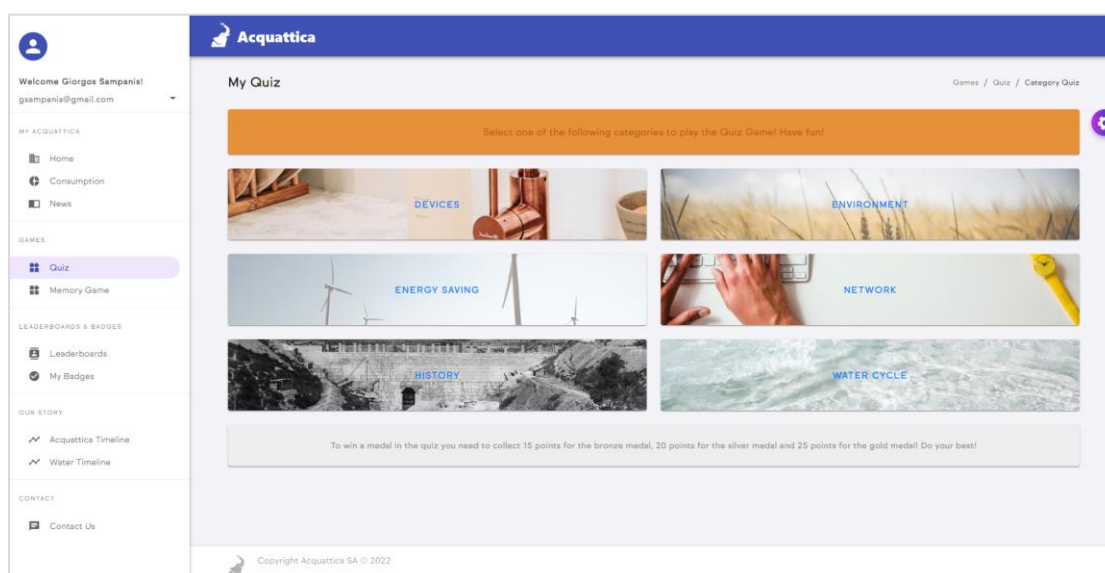 Acquattica
Welcome Giorgos Sampanis!
gsampanis@gmail.com
MY ACQUATTICA
Home
Consumption
News
GAMES
Quiz
Memory Game
LEADERBOARDS & BADGES
Leaderboards
My Badges
OUR STORY
Acquattica Timeline
Water Timeline
CONTACT
Contact Us
My Quiz
Games / Quiz / Category Quiz
Select one of the following categories to play the Quiz Game! Have fun!
DEVICES
ENVIRONMENT
ENERGY SAVING
NETWORK
HISTORY
WATER CYCLE
To win a medal in the quiz you need to collect 15 points for the bronze medal, 20 points for the silver medal and 25 points for the gold medal! Do your best!
Copyright Acquattica SA © 2022